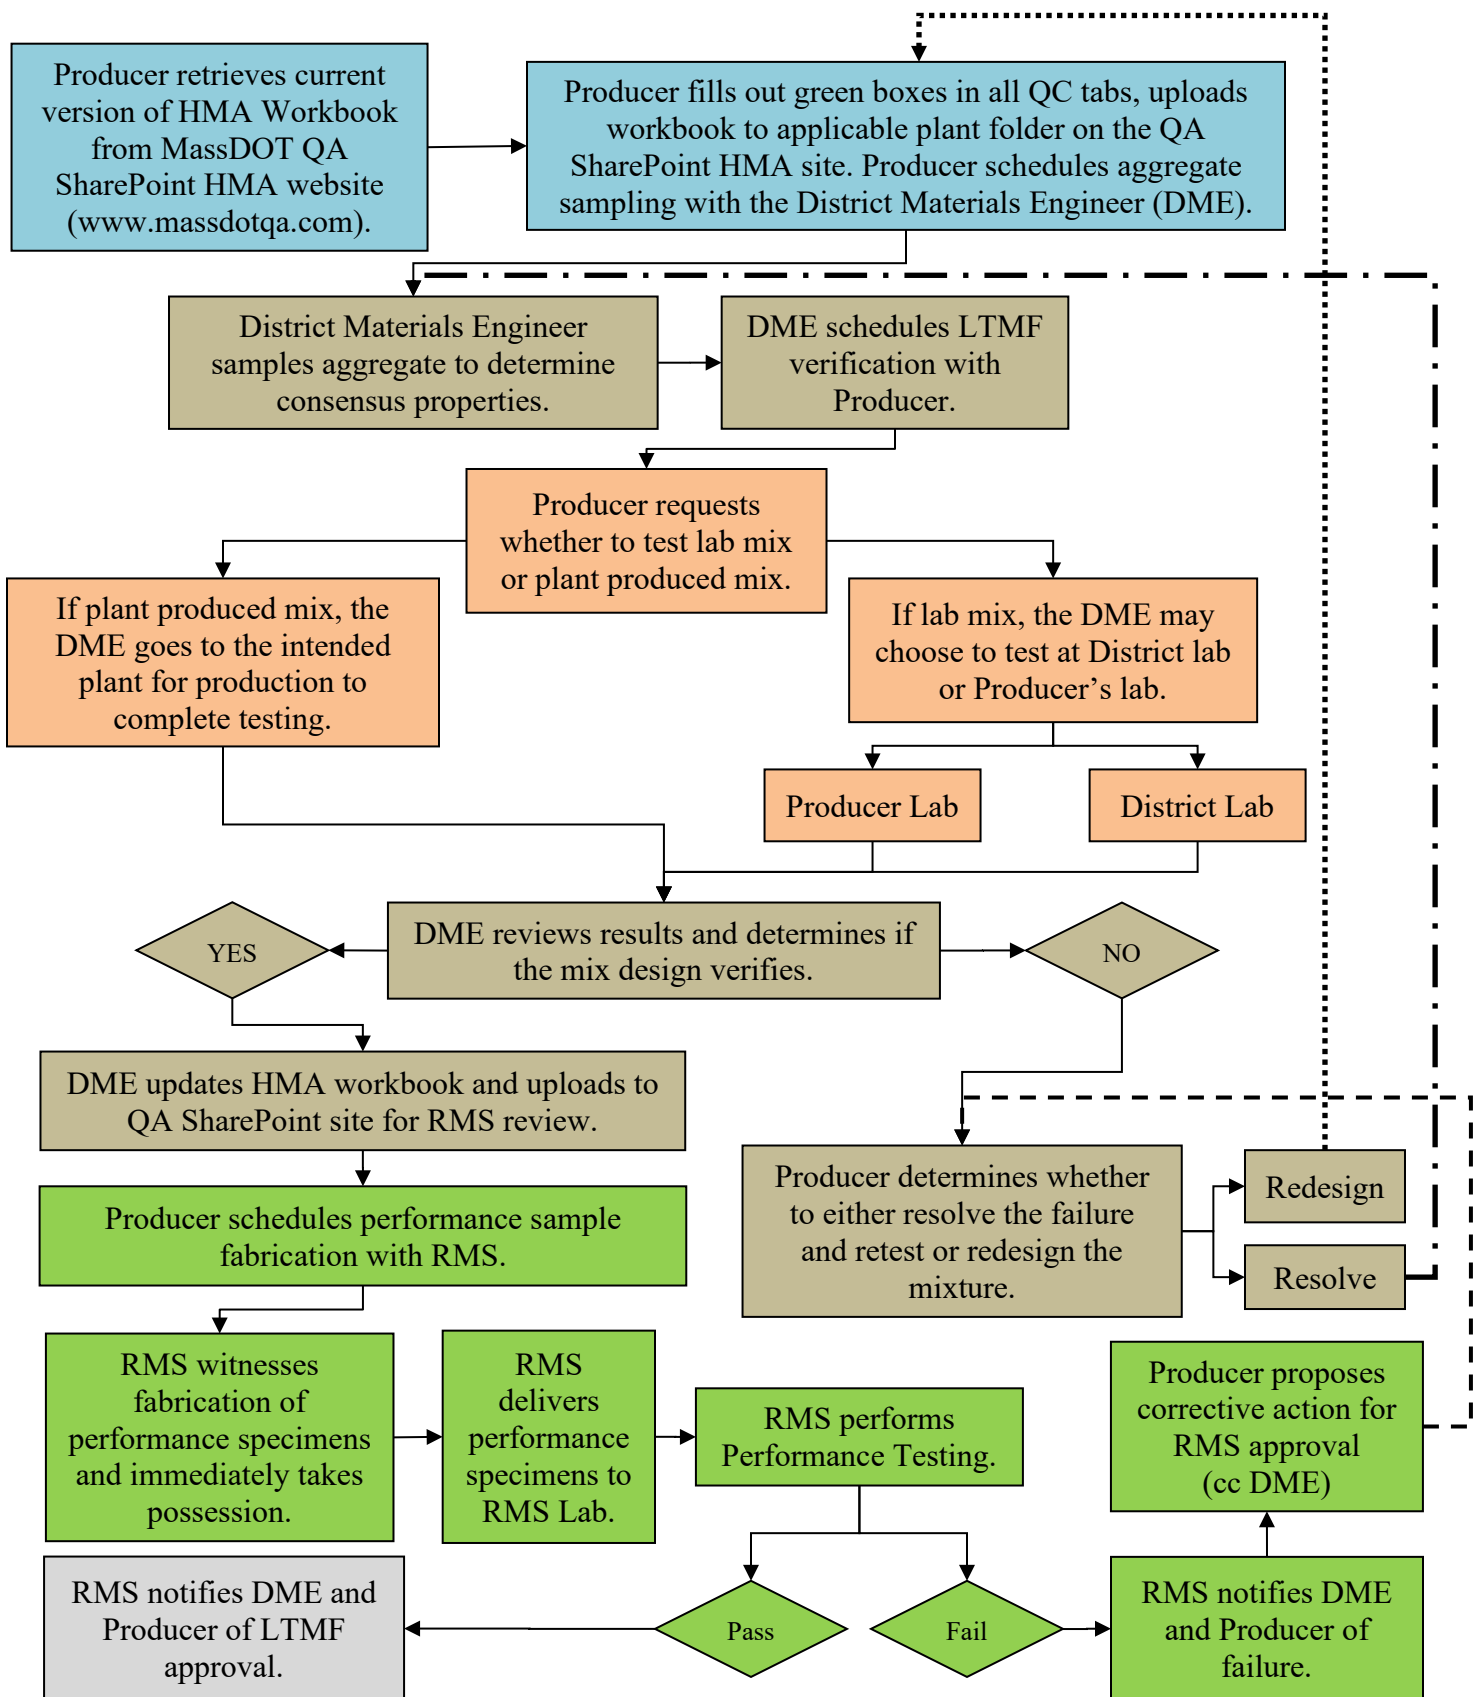 Producer retrieves current
version of HMA Workbook
from MassDOT QA
SharePoint HMA website
(www.massdotqa.com).
Producer fills out green boxes in all QC tabs, uploads
workbook to applicable plant folder on the QA
SharePoint HMA site. Producer schedules aggregate
sampling with the District Materials Engineer (DME).
District Materials Engineer
samples aggregate to determine
consensus properties.
DME schedules LTMF
verification with
Producer.
Producer requests
whether to test lab mix
or plant produced mix.
If plant produced mix, the
DME goes to the intended
plant for production to
complete testing.
If lab mix, the DME may
choose to test at District lab
or Producer’s lab.
Producer Lab
District Lab
YES
DME reviews results and determines if
the mix design verifies.
NO
DME updates HMA workbook and uploads to
QA SharePoint site for RMS review.
Producer determines whether
to either resolve the failure
and retest or redesign the
mixture.
Redesign
Resolve
Producer schedules performance sample
fabrication with RMS.
RMS witnesses
fabrication of
performance specimens
and immediately takes
possession.
RMS
delivers
performance
specimens to
RMS Lab.
RMS performs
Performance Testing.
Producer proposes
corrective action for
RMS approval
(cc DME)
RMS notifies DME and
Producer of LTMF
approval.
Pass
Fail
RMS notifies DME
and Producer of
failure.